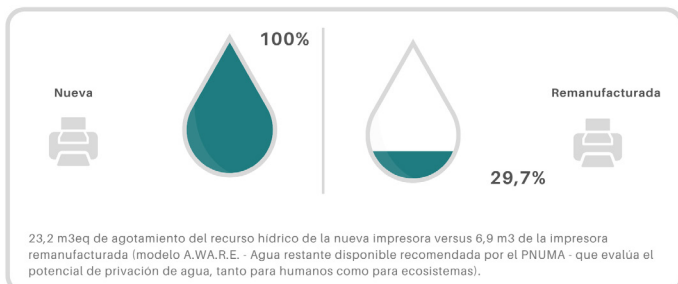 100%
Nueva
Remanufacturada
29,7%
23,2 m3eq de agotamiento del recurso hídrico de la nueva impresora versus 6,9 m3 de la impresora
remanufacturada (modelo A.WA.R.E. - Agua restante disponible recomendada por el PNUMA - que evalúa el
potencial de privación de agua, tanto para humanos como para ecosistemas).